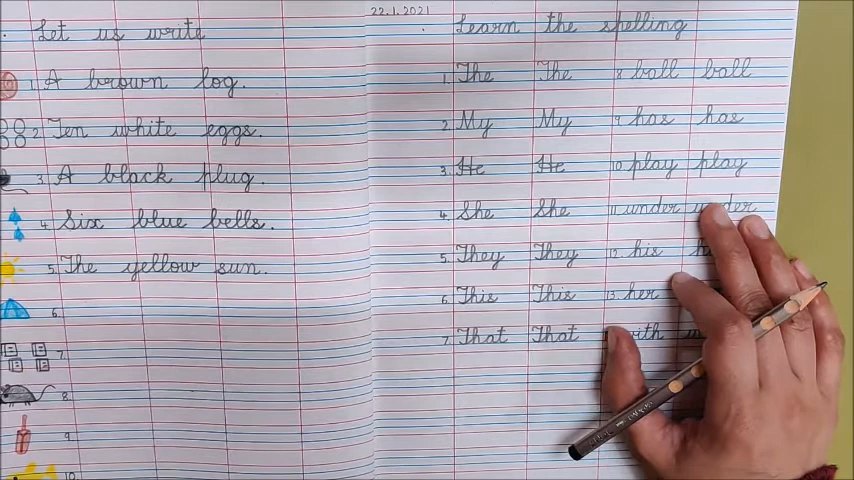 Let us write
1. A brown log.
2. Ten white eggs.
3. A black plug.
4. Six blue bells.
5. The yellow sun.
6.
7.
8.
9.
10.
22.1.2021
Learn the spelling
1. The The
2. My My
3. He He
4. She She
5. They They
6. This This
7. That That
8 ball ball
9 has has
10 play play
11 under under
12 his
13 her
with